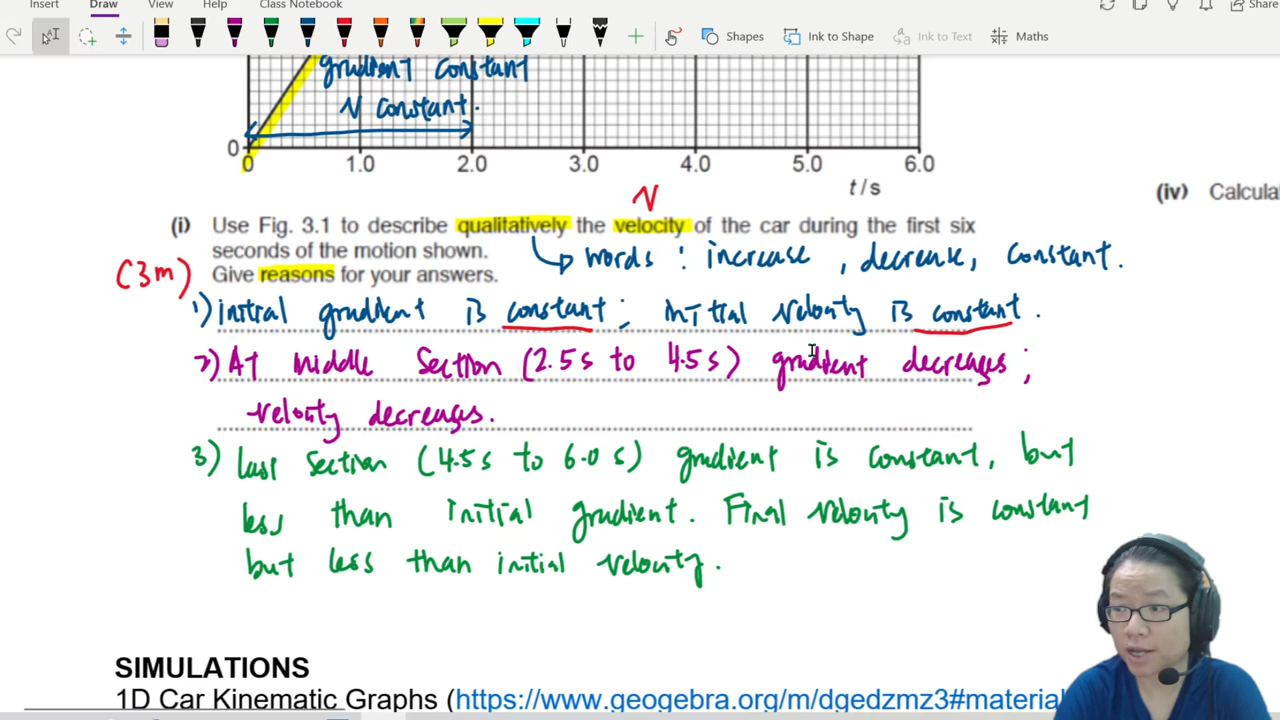 Insert Draw View Help Class Notebook Share
Shapes Ink to Shape Ink to Text Maths
gradient constant
v constant.
0
0 1.0 2.0 3.0 4.0 5.0 6.0
t / s
v
(iv) Calcula
(i) Use Fig. 3.1 to describe qualitatively the velocity of the car during the first six
seconds of the motion shown.
words : increase , decrease, constant.
Give reasons for your answers.
(3m)
1) initial gradient is constant ; initial velocity is constant .
2) At middle section (2.5s to 4.5s) gradient decreases ;
velocity decreases.
3) last section (4.5s to 6.0s) gradient is constant, but
less than initial gradient. Final velocity is constant
but less than initial velocity.
SIMULATIONS
1D Car Kinematic Graphs (https://www.geogebra.org/m/dgedzmz3#material